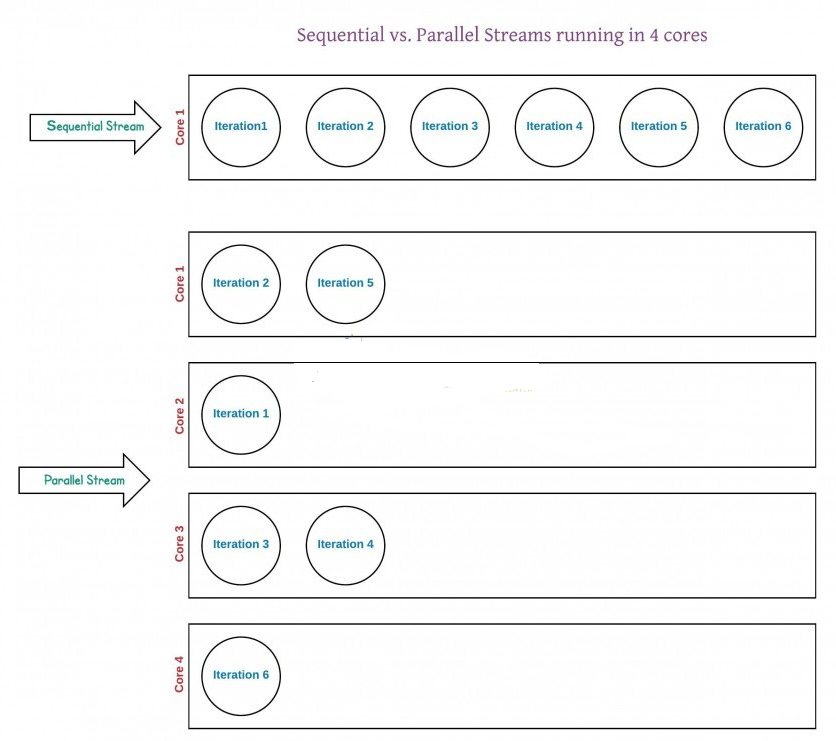 Sequential vs. Parallel Streams running in 4 cores
Sequential Stream
Core 1
Iteration1
Iteration 2
Iteration 3
Iteration 4
Iteration 5
Iteration 6
Core 1
Iteration 2
Iteration 5
Core 2
Iteration 1
Parallel Stream
Core 3
Iteration 3
Iteration 4
Core 4
Iteration 6